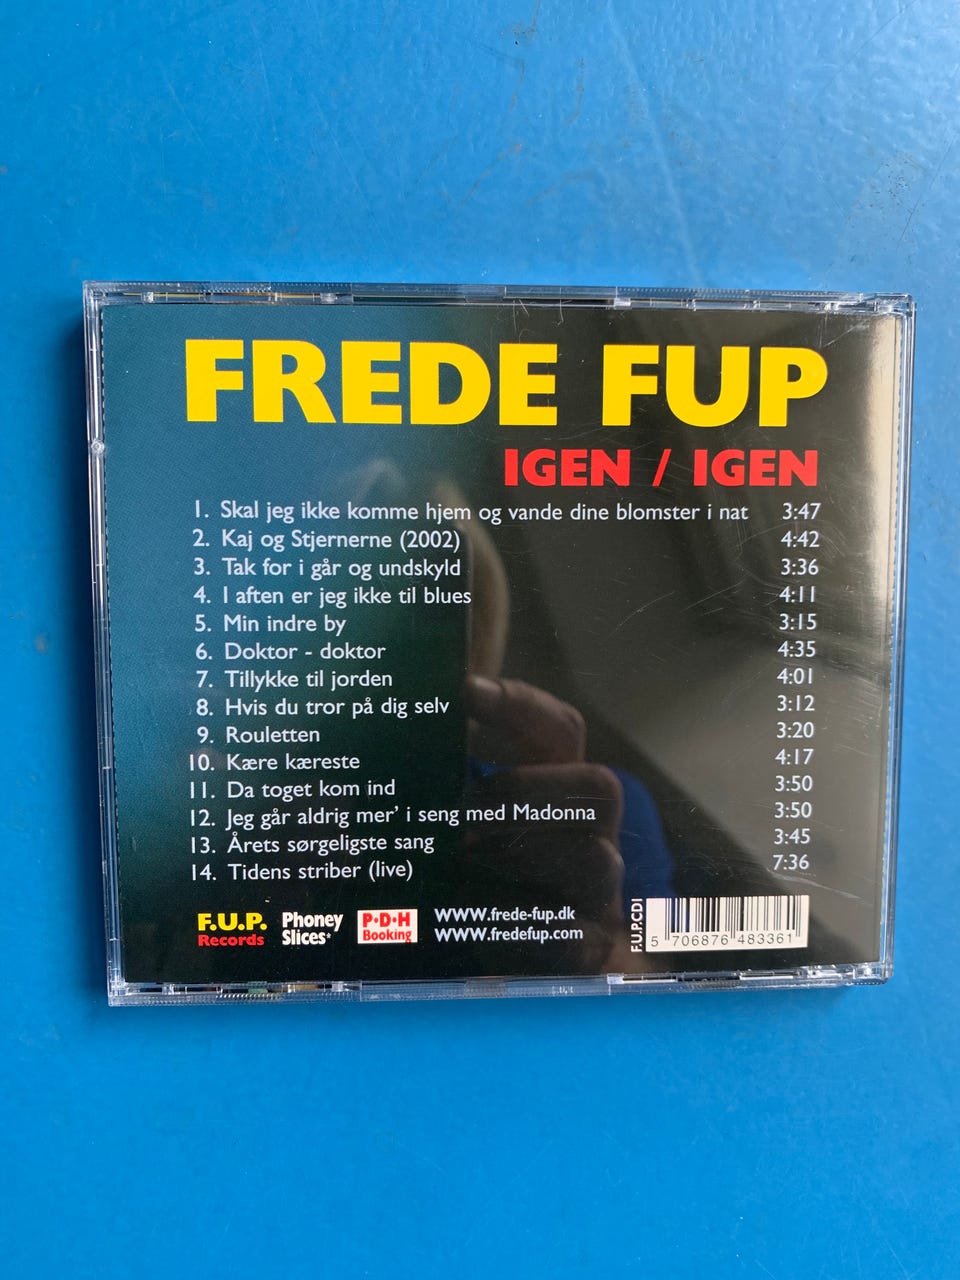 FREDE FUP
IGEN / IGEN
1. Skal jeg ikke komme hjem og vande dine blomster i nat 3:47
2. Kaj og Stjernerne (2002) 4:42
3. Tak for i går og undskyld 3:36
4. I aften er jeg ikke til blues 4:11
5. Min indre by 3:15
6. Doktor - doktor 4:35
7. Tillykke til jorden 4:01
8. Hvis du tror på dig selv 3:12
9. Rouletten 3:20
10. Kære kæreste 4:17
11. Da toget kom ind 3:50
12. Jeg går aldrig mer' i seng med Madonna 3:50
13. Årets sørgeligste sang 3:45
14. Tidens striber (live) 7:36
F.U.P.
Records
Phoney
Slices*
P·D·H
Booking
WWW.frede-fup.dk
WWW.fredefup.com
F.U.P.CD1
5 706876 483361